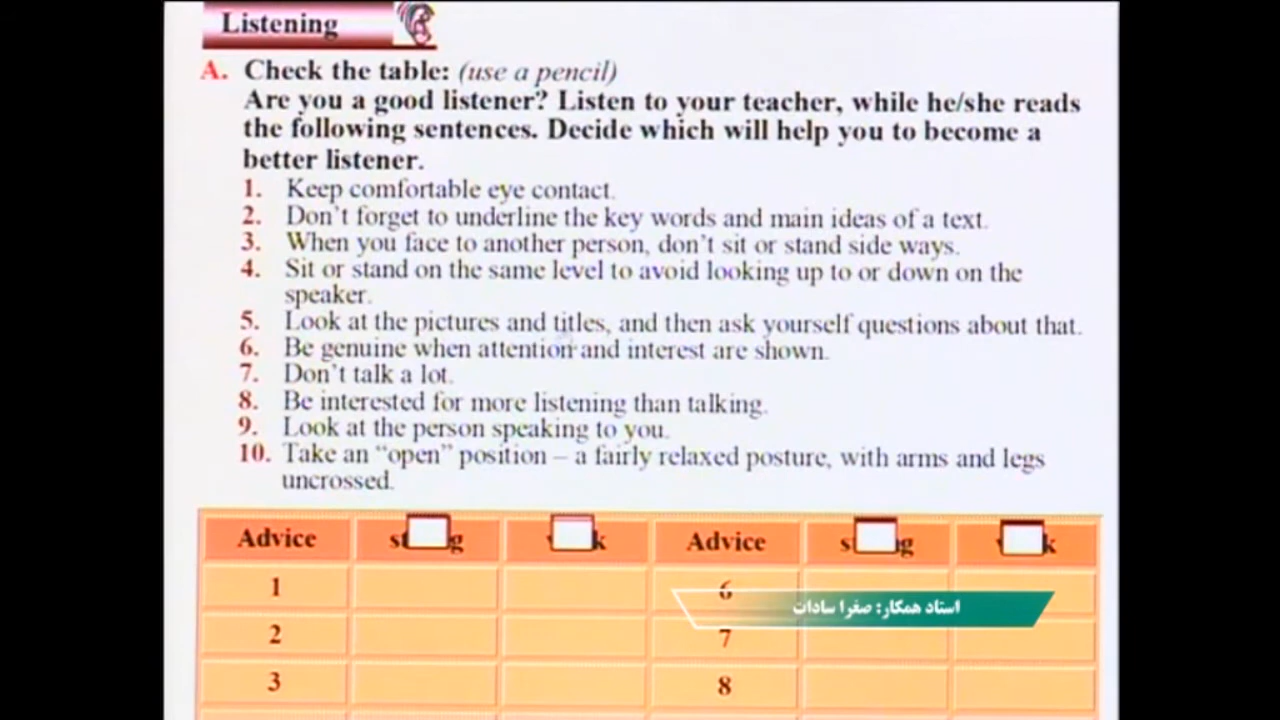 Listening
A. Check the table: (use a pencil)
Are you a good listener? Listen to your teacher, while he/she reads
the following sentences. Decide which will help you to become a
better listener.
1. Keep comfortable eye contact.
2. Don't forget to underline the key words and main ideas of a text.
3. When you face to another person, don't sit or stand side ways.
4. Sit or stand on the same level to avoid looking up to or down on the
speaker.
5. Look at the pictures and titles, and then ask yourself questions about that.
6. Be genuine when attention and interest are shown.
7. Don't talk a lot.
8. Be interested for more listening than talking.
9. Look at the person speaking to you.
10. Take an “open” position – a fairly relaxed posture, with arms and legs
uncrossed.
Advice Advice
1 6
استاد همکار: صغرا سادات
2 7
3 8